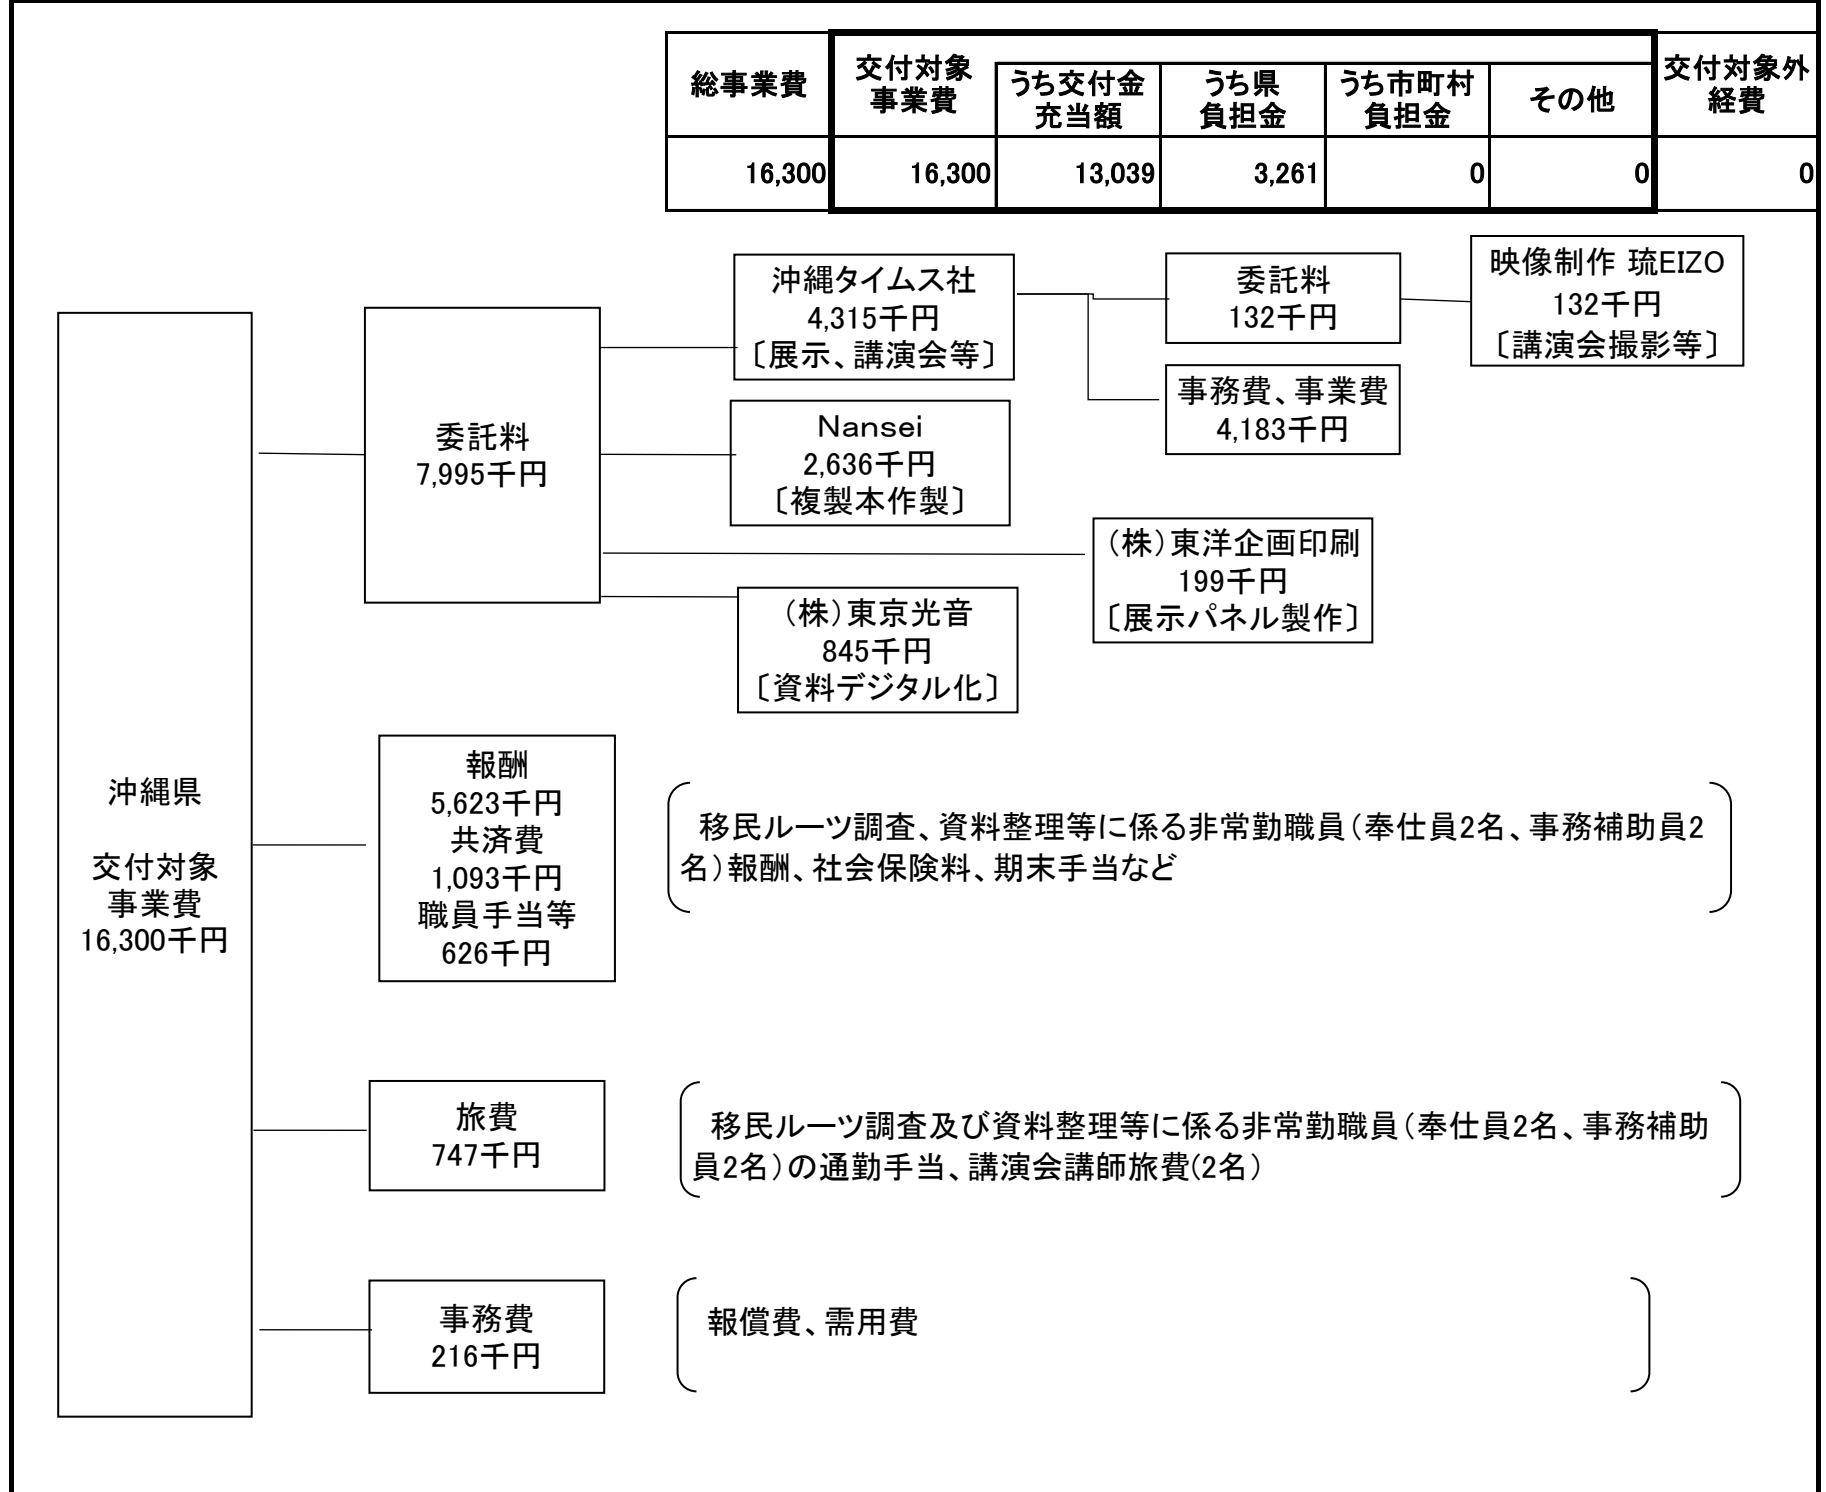 総事業費
交付対象
事業費
うち交付金
充当額
うち県
負担金
うち市町村
負担金
その他
交付対象外
経費
16,300
16,300
13,039
3,261
0
0
0
沖縄県
交付対象
事業費
16,300千円
委託料
7,995千円
沖縄タイムス社
4,315千円
〔展示、講演会等〕
委託料
132千円
映像制作 琉EIZO
132千円
〔講演会撮影等〕
事務費、事業費
4,183千円
Nansei
2,636千円
〔複製本作製〕
(株)東洋企画印刷
199千円
〔展示パネル製作〕
(株)東京光音
845千円
〔資料デジタル化〕
報酬
5,623千円
共済費
1,093千円
職員手当等
626千円
移民ルーツ調査、資料整理等に係る非常勤職員(奉仕員2名、事務補助員2
名)報酬、社会保険料、期末手当など
旅費
747千円
移民ルーツ調査及び資料整理等に係る非常勤職員(奉仕員2名、事務補助
員2名)の通勤手当、講演会講師旅費(2名)
事務費
216千円
報償費、需用費